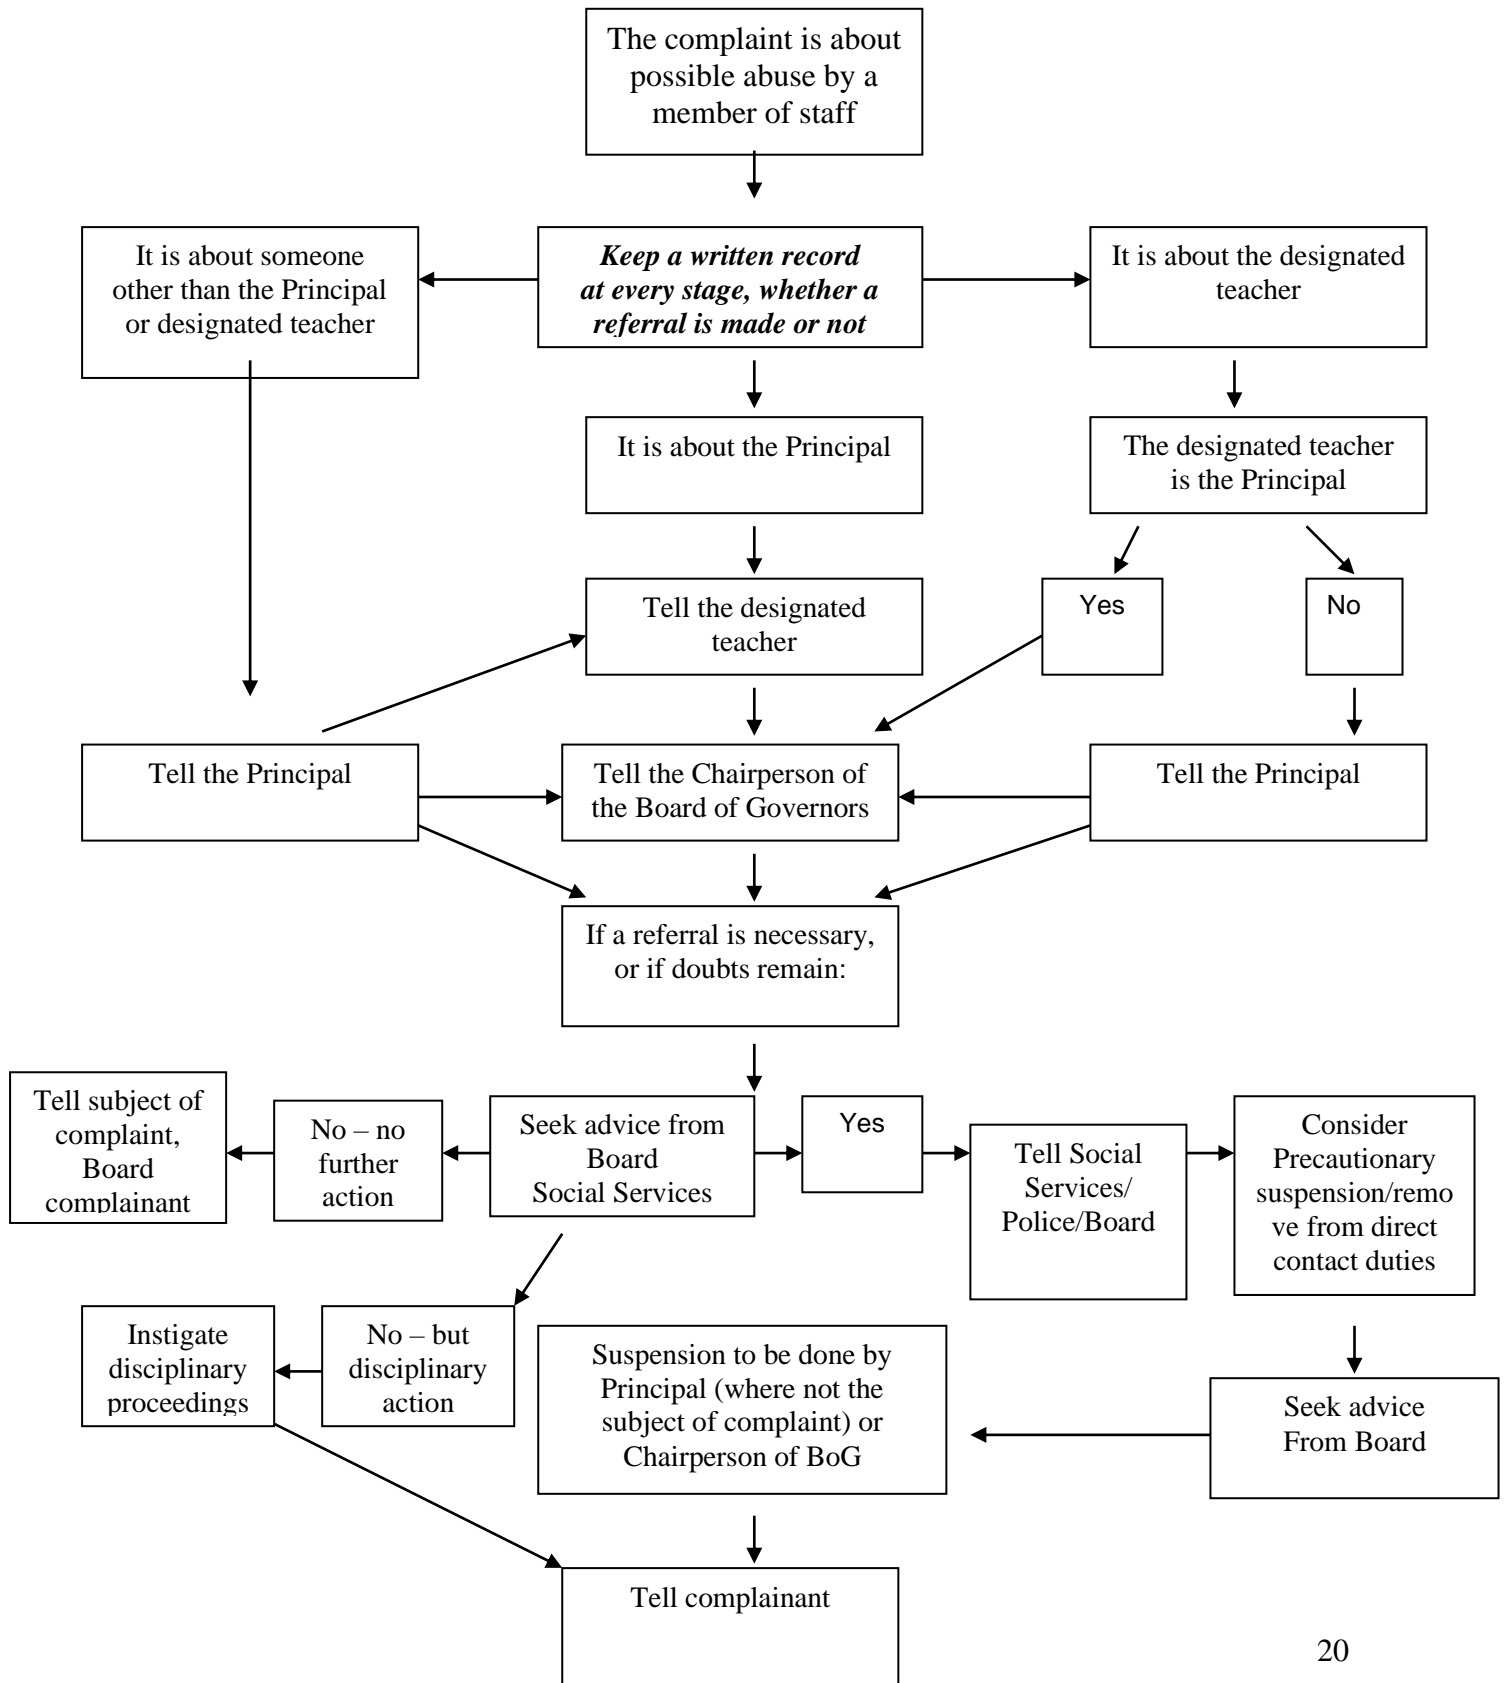 The complaint is about
possible abuse by a
member of staff
It is about someone
other than the Principal
or designated teacher
Keep a written record
at every stage, whether a
referral is made or not
It is about the designated
teacher
It is about the Principal
The designated teacher
is the Principal
Tell the designated
teacher
Yes
No
Tell the Principal
Tell the Chairperson of
the Board of Governors
Tell the Principal
If a referral is necessary,
or if doubts remain:
Tell subject of
complaint,
Board
complainant
No – no
further
action
Seek advice from
Board
Social Services
Yes
Tell Social
Services/
Police/Board
Consider
Precautionary
suspension/remo
ve from direct
contact duties
Instigate
disciplinary
proceedings
No – but
disciplinary
action
Suspension to be done by
Principal (where not the
subject of complaint) or
Chairperson of BoG
Seek advice
From Board
Tell complainant
20